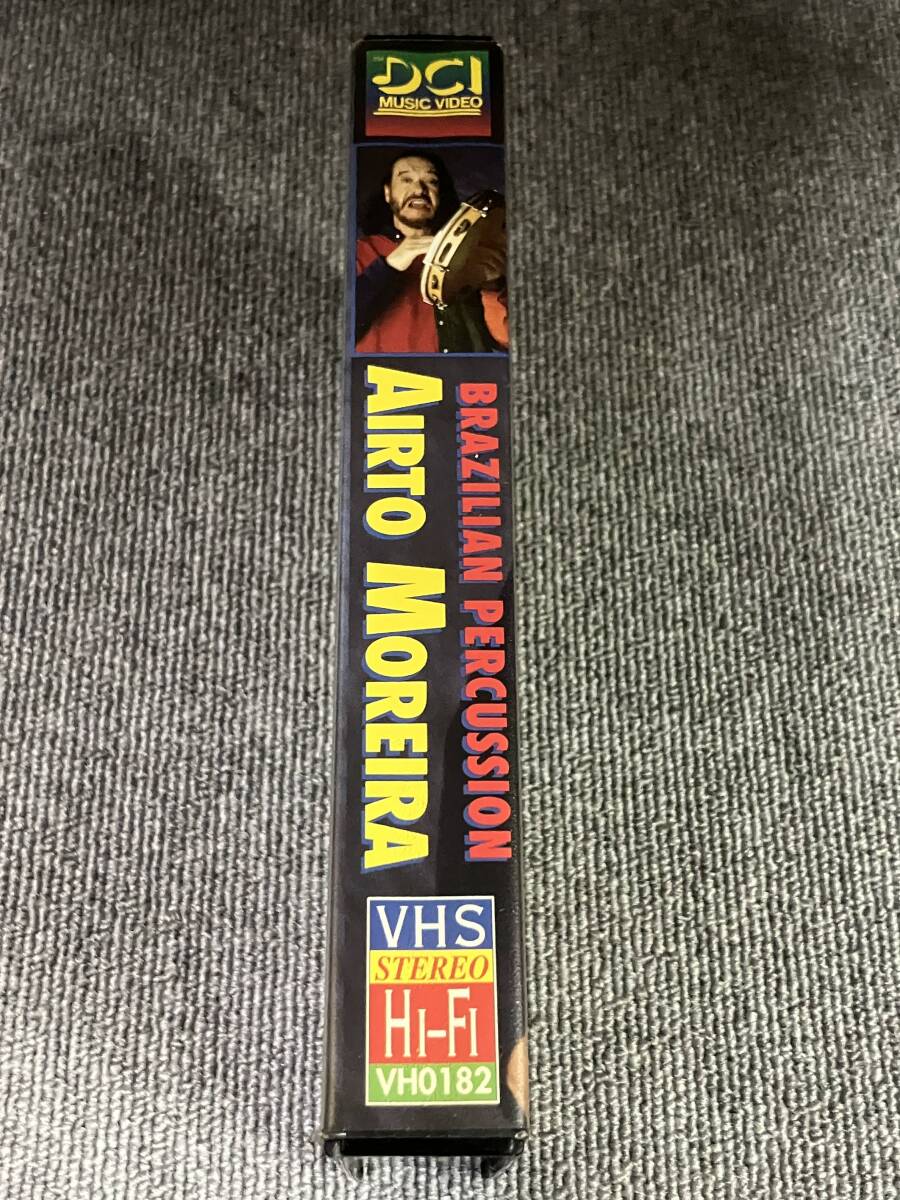 DCI
MUSIC VIDEO
BRAZILIAN PERCUSSION
AIRTO MOREIRA
VHS
STEREO
HI-FI
VH0182